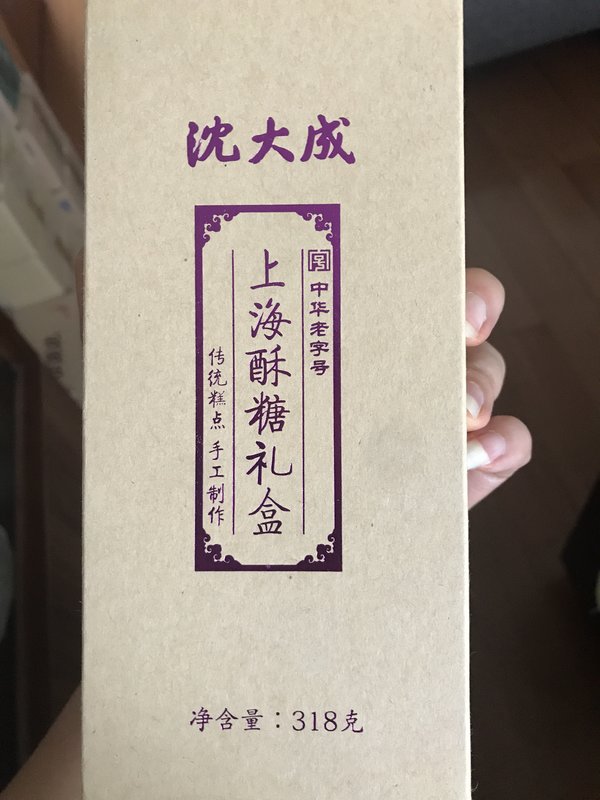 沈大成
中华老字号
上海酥糖礼盒
传统糕点 手工制作
净含量：318克